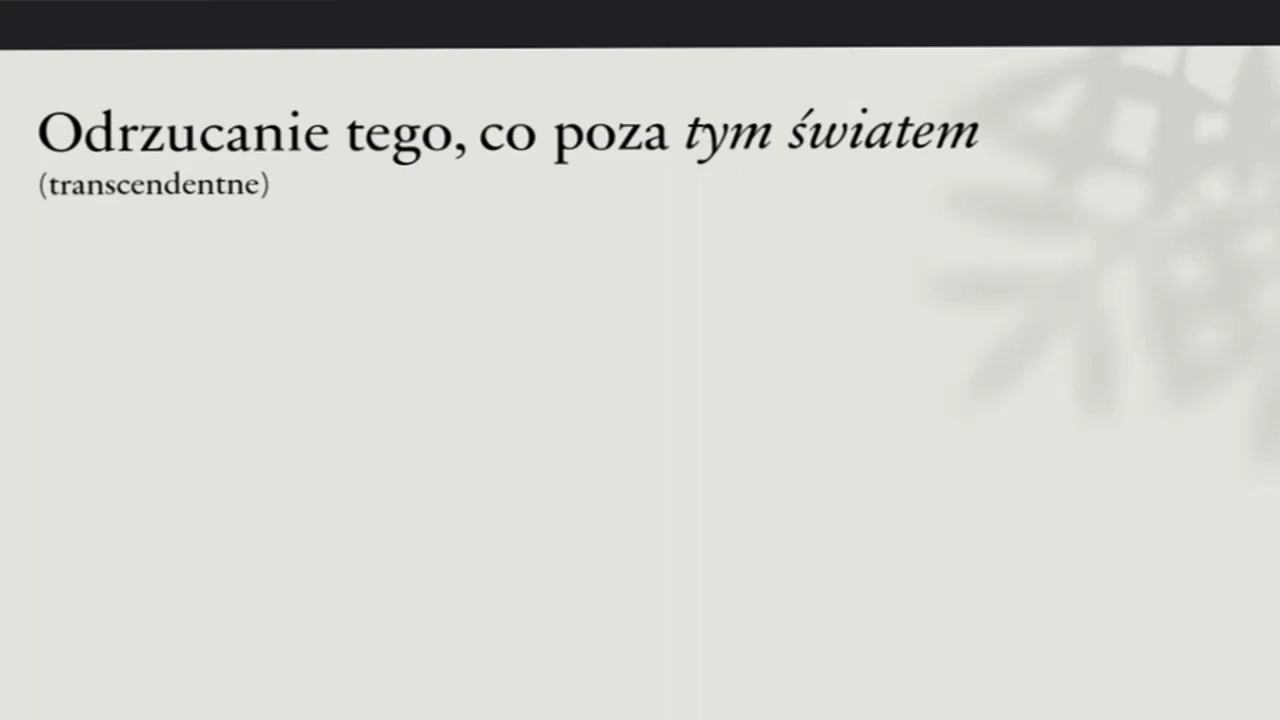 Odrzucanie tego, co poza tym światem
(transcendentne)